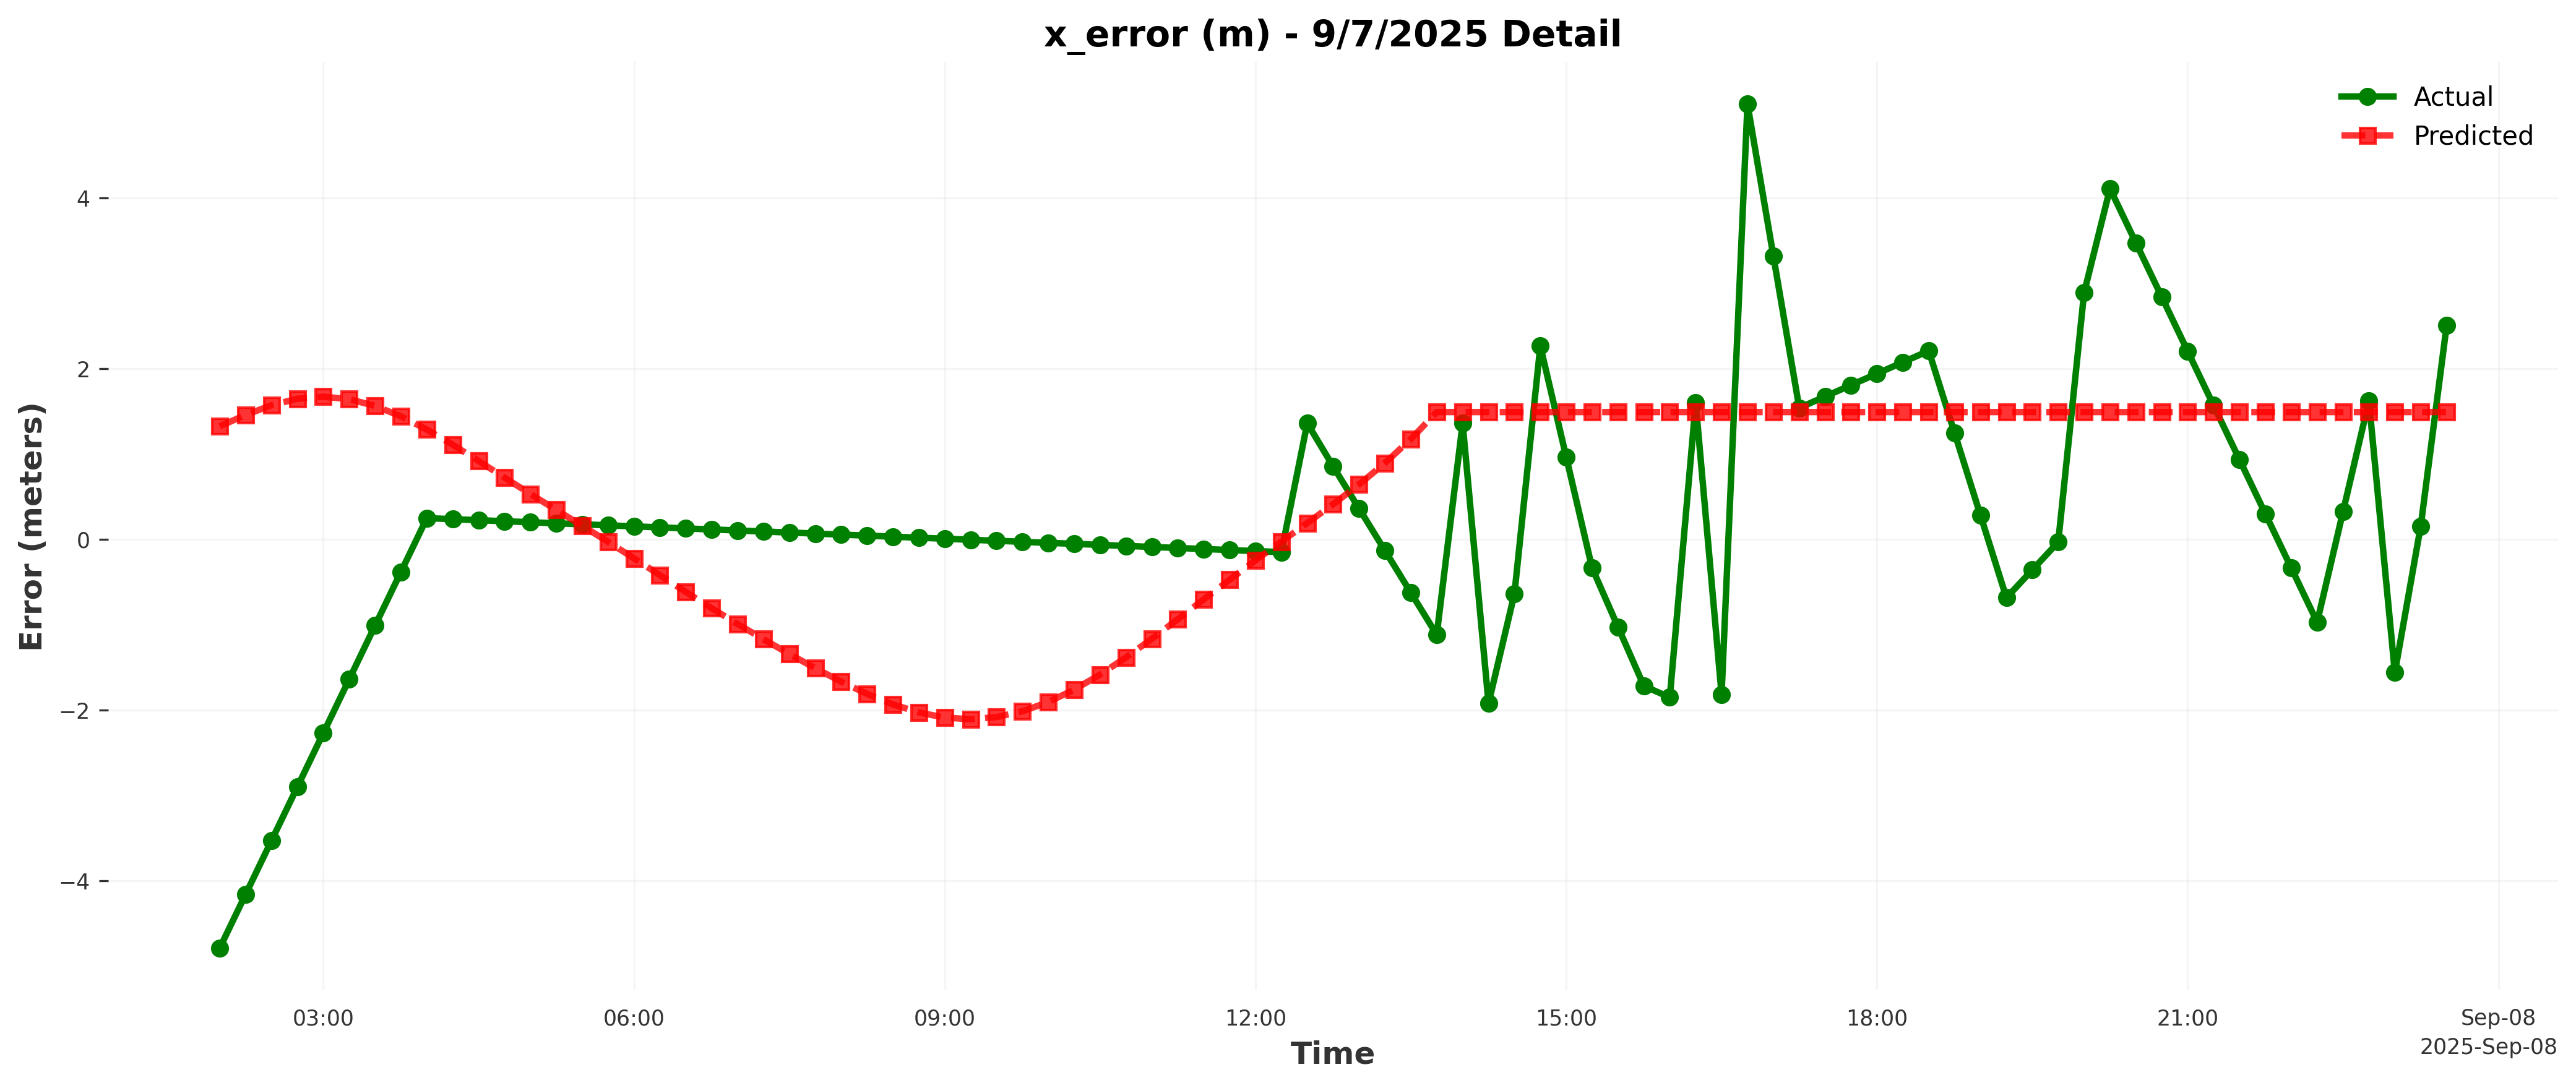 x_error (m) - 9/7/2025 Detail
Actual
Predicted
Error (meters)
4
2
0
−2
−4
03:00
06:00
09:00
12:00
15:00
18:00
21:00
Sep-08
2025-Sep-08
Time